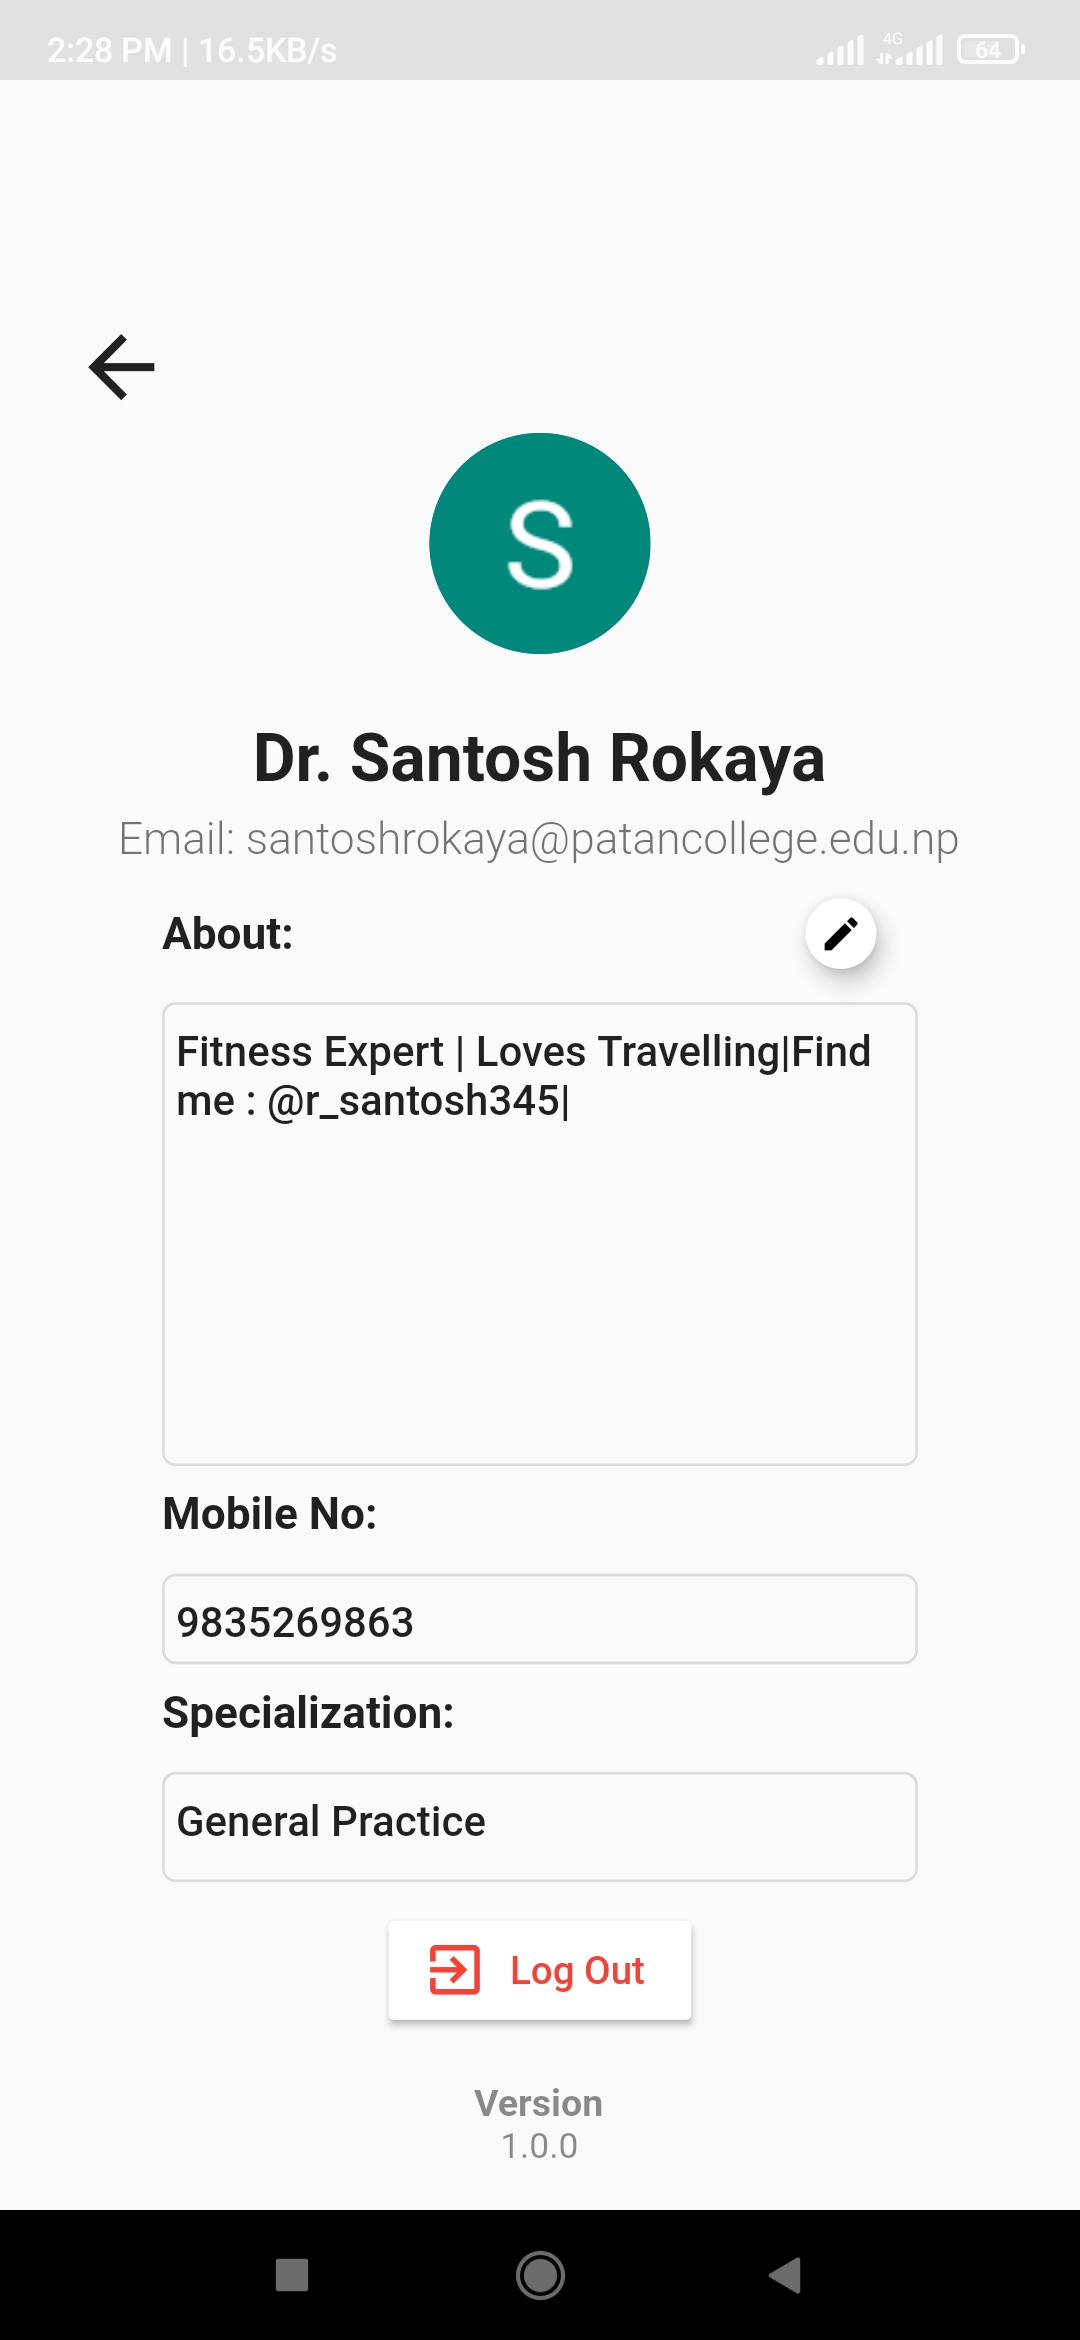 2:28 PM | 16.5KB/s
4G
64
S
Dr. Santosh Rokaya
Email: santoshrokaya@patancollege.edu.np
About:
Fitness Expert | Loves Travelling|Find
me : @r_santosh345|
Mobile No:
9835269863
Specialization:
General Practice
Log Out
Version
1.0.0